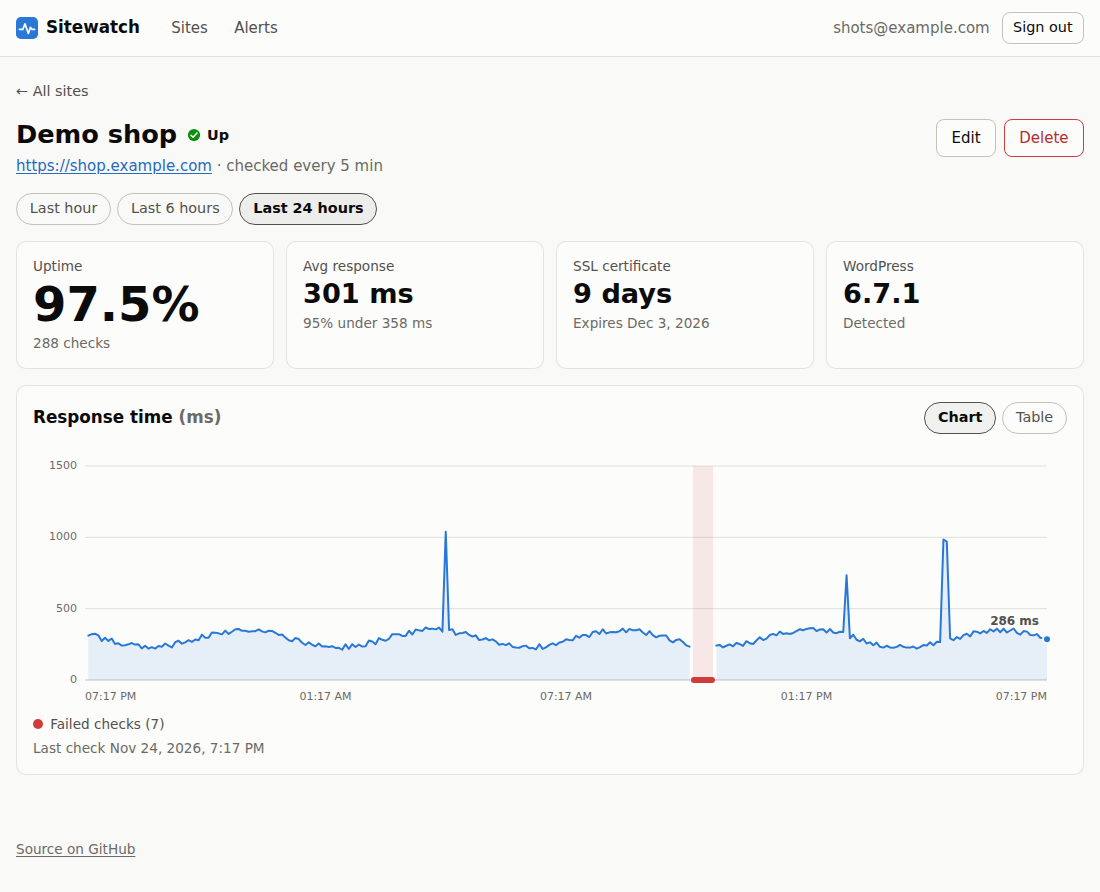 Sitewatch Sites Alerts shots@example.com Sign out
← All sites
Demo shop Up Edit Delete
https://shop.example.com · checked every 5 min
Last hour Last 6 hours Last 24 hours
Uptime
97.5%
288 checks
Avg response
301 ms
95% under 358 ms
SSL certificate
9 days
Expires Dec 3, 2026
WordPress
6.7.1
Detected
Response time (ms) Chart Table
1500
1000
500
286 ms
0
07:17 PM 01:17 AM 07:17 AM 01:17 PM 07:17 PM
Failed checks (7)
Last check Nov 24, 2026, 7:17 PM
Source on GitHub